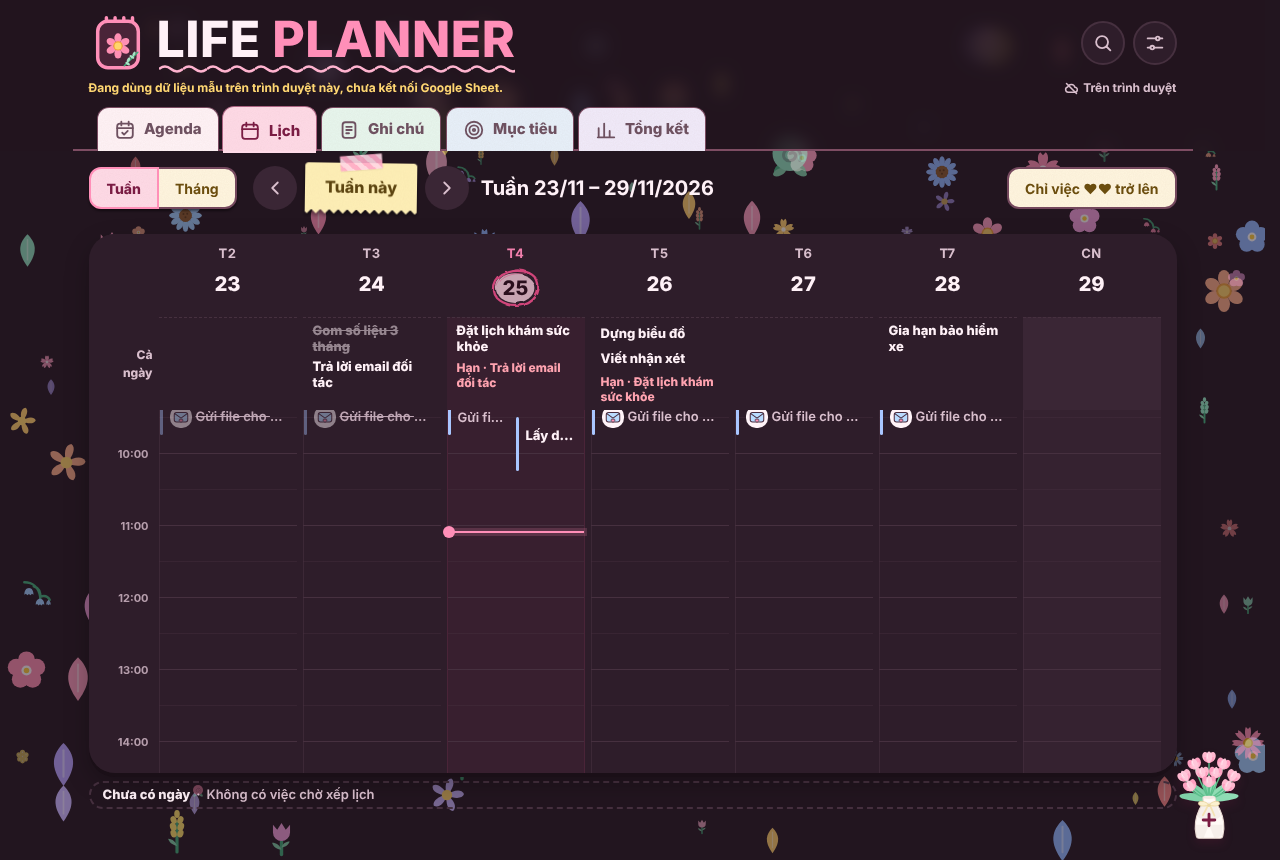 LIFE PLANNER
Đang dùng dữ liệu mẫu trên trình duyệt này, chưa kết nối Google Sheet.
Trên trình duyệt
Agenda
Lịch
Ghi chú
Mục tiêu
Tổng kết
Tuần
Tháng
Tuần này
Tuần 23/11 – 29/11/2026
Chỉ việc ♥♥ trở lên
T2
T3
T4
T5
T6
T7
CN
23
24
25
26
27
28
29
Cả
ngày
Gom số liệu 3
tháng
Trả lời email đối
tác
Đặt lịch khám sức
khỏe
Hạn · Trả lời email
đối tác
Dựng biểu đồ
Viết nhận xét
Hạn · Đặt lịch khám
sức khỏe
Gia hạn bảo hiểm
xe
Gửi file cho ...
Gửi file cho ...
Gửi fi...
Lấy d...
Gửi file cho ...
Gửi file cho ...
Gửi file cho ...
10:00
11:00
12:00
13:00
14:00
Chưa có ngày · Không có việc chờ xếp lịch